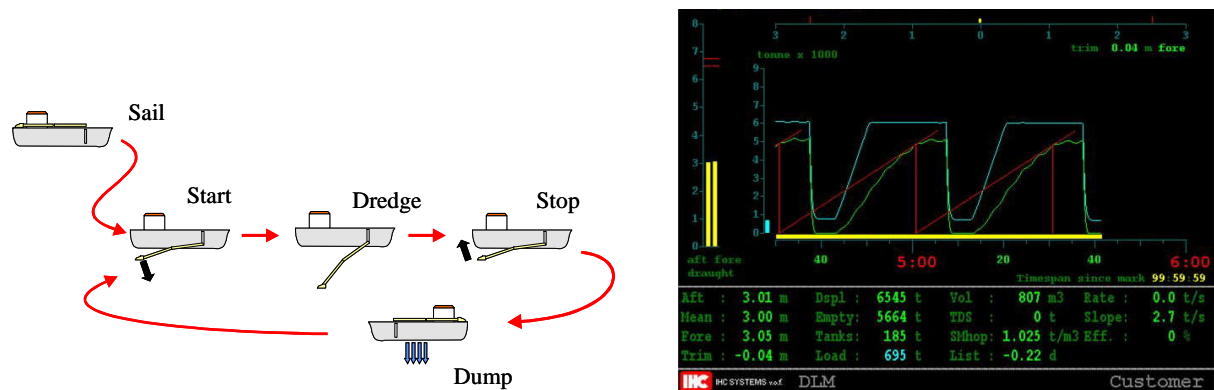 Sail
Start
Dredge
Stop
Dump
8
7
6
5
4
3
2
1
0
aft fore
draught
3 2 1 0 1 2 3
trim 0.04 m fore
tonne x 1000
9
8
7
6
5
4
3
2
1
0
40 5:00 20 40 6:00
Timespan since mark 99:59:59
Aft : 3.01 m Dspl : 6545 t Vol : 807 m3 Rate : 0.0 t/s
Mean : 3.00 m Empty: 5664 t TDS : 0 t Slope: 2.7 t/s
Fore : 3.05 m Tanks: 185 t SMhop: 1.025 t/m3 Eff. : 0 %
Trim : -0.04 m Load : 695 t List : -0.22 d
IHC IHC SYSTEMS v.o.f. DLM Customer